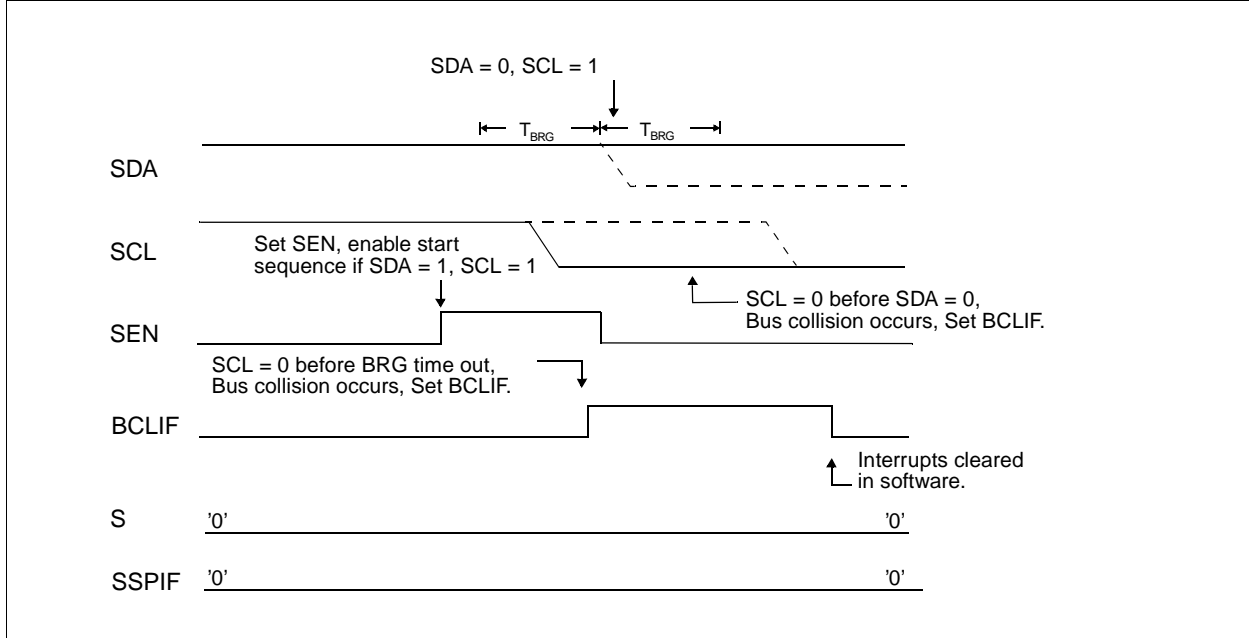 SDA = 0, SCL = 1
TBRG TBRG
SDA
SCL
Set SEN, enable start
sequence if SDA = 1, SCL = 1
SCL = 0 before SDA = 0,
Bus collision occurs, Set BCLIF.
SEN
SCL = 0 before BRG time out,
Bus collision occurs, Set BCLIF.
BCLIF
Interrupts cleared
in software.
S '0' '0'
SSPIF '0' '0'